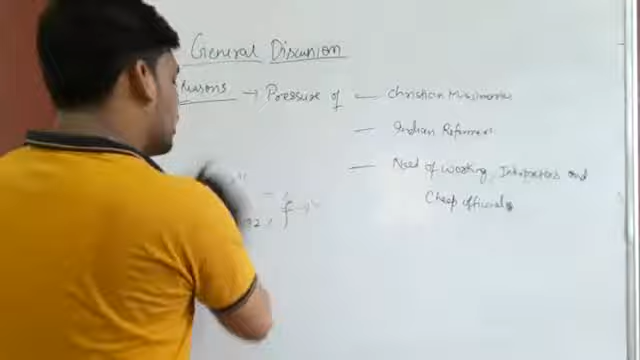 General Discussion
Reasons → Pressure of — Christian Missionaries
— Indian Reformers
— Need of working, Interpreters and
Cheap officials